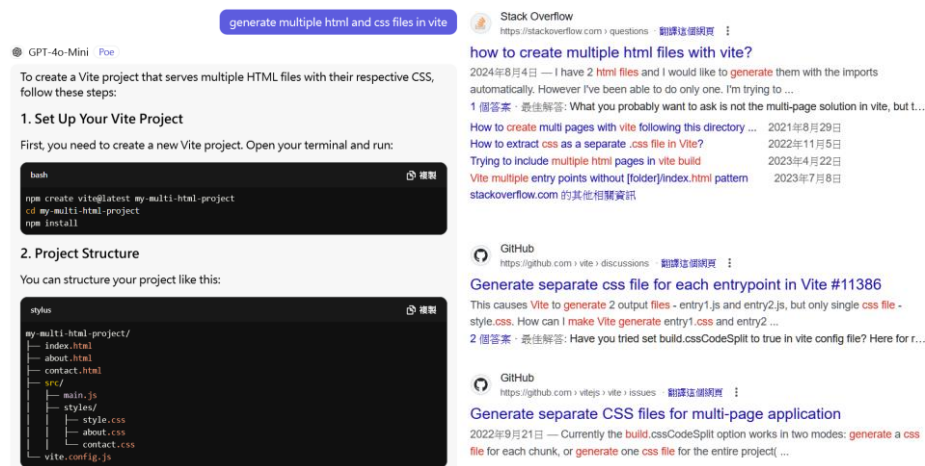 generate multiple html and css files in vite
GPT-4o-Mini Poe
To create a Vite project that serves multiple HTML files with their respective CSS,
follow these steps:
1. Set Up Your Vite Project
First, you need to create a new Vite project. Open your terminal and run:
bash 複製
npm create vite@latest my-multi-html-project
cd my-multi-html-project
npm install
2. Project Structure
You can structure your project like this:
stylus 複製
my-multi-html-project/
├── index.html
├── about.html
├── contact.html
├── src/
│   ├── main.js
│   ├── styles/
│   │   ├── style.css
│   │   ├── about.css
│   │   └── contact.css
└── vite.config.js
Stack Overflow
https://stackoverflow.com › questions · 翻譯這個網頁
how to create multiple html files with vite?
2024年8月4日 — I have 2 html files and I would like to generate them with the imports
automatically. However I've been able to do only one. I'm trying to ...
1 個答案 · 最佳解答: What you probably want to ask is not the multi-page solution in vite, but t...
How to create multi pages with vite following this directory ... 2021年8月29日
How to extract css as a separate .css file in Vite? 2022年11月5日
Trying to include multiple html pages in vite build 2023年4月22日
Vite multiple entry points without [folder]/index.html pattern 2023年7月8日
stackoverflow.com 的其他相關資訊
GitHub
https://github.com › vite › discussions · 翻譯這個網頁
Generate separate css file for each entrypoint in Vite #11386
This causes Vite to generate 2 output files - entry1.js and entry2.js, but only single css file -
style.css. How can I make Vite generate entry1.css and entry2 ...
2 個答案 · 最佳解答: Have you tried set build.cssCodeSplit to true in vite config file? Here for r...
GitHub
https://github.com › vitejs › vite › issues · 翻譯這個網頁
Generate separate CSS files for multi-page application
2022年9月21日 — Currently the build.cssCodeSplit option works in two modes: generate a css
file for each chunk, or generate one css file for the entire project( ...